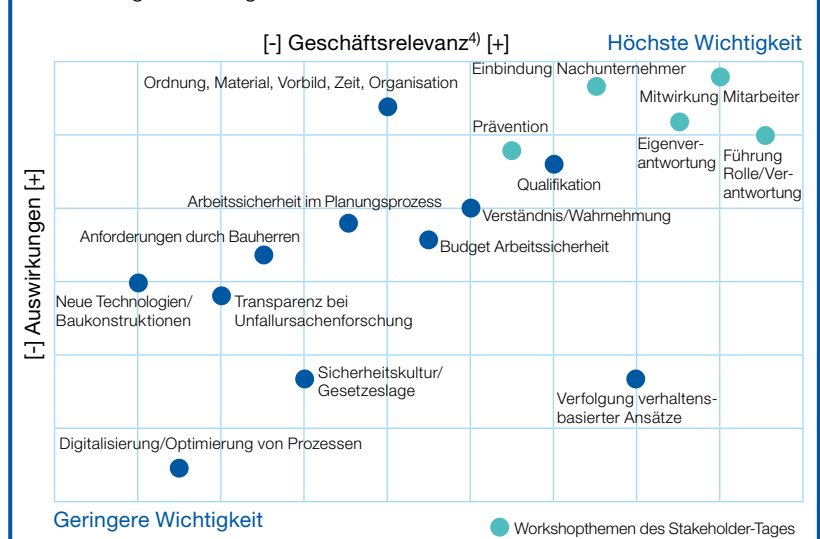 [-] Geschäftsrelevanz4) [+]
Höchste Wichtigkeit
Einbindung Nachunternehmer
Ordnung, Material, Vorbild, Zeit, Organisation
Mitwirkung Mitarbeiter
Prävention
Eigenver-
antwortung
Führung
Rolle/Ver-
antwortung
Qualifikation
Arbeitssicherheit im Planungsprozess
Verständnis/Wahrnehmung
Anforderungen durch Bauherren
Budget Arbeitssicherheit
[-] Auswirkungen [+]
Neue Technologien/
Baukonstruktionen
Transparenz bei
Unfallursachenforschung
Sicherheitskultur/
Gesetzeslage
Verfolgung verhaltens-
basierter Ansätze
Digitalisierung/Optimierung von Prozessen
Geringere Wichtigkeit
Workshopthemen des Stakeholder-Tages